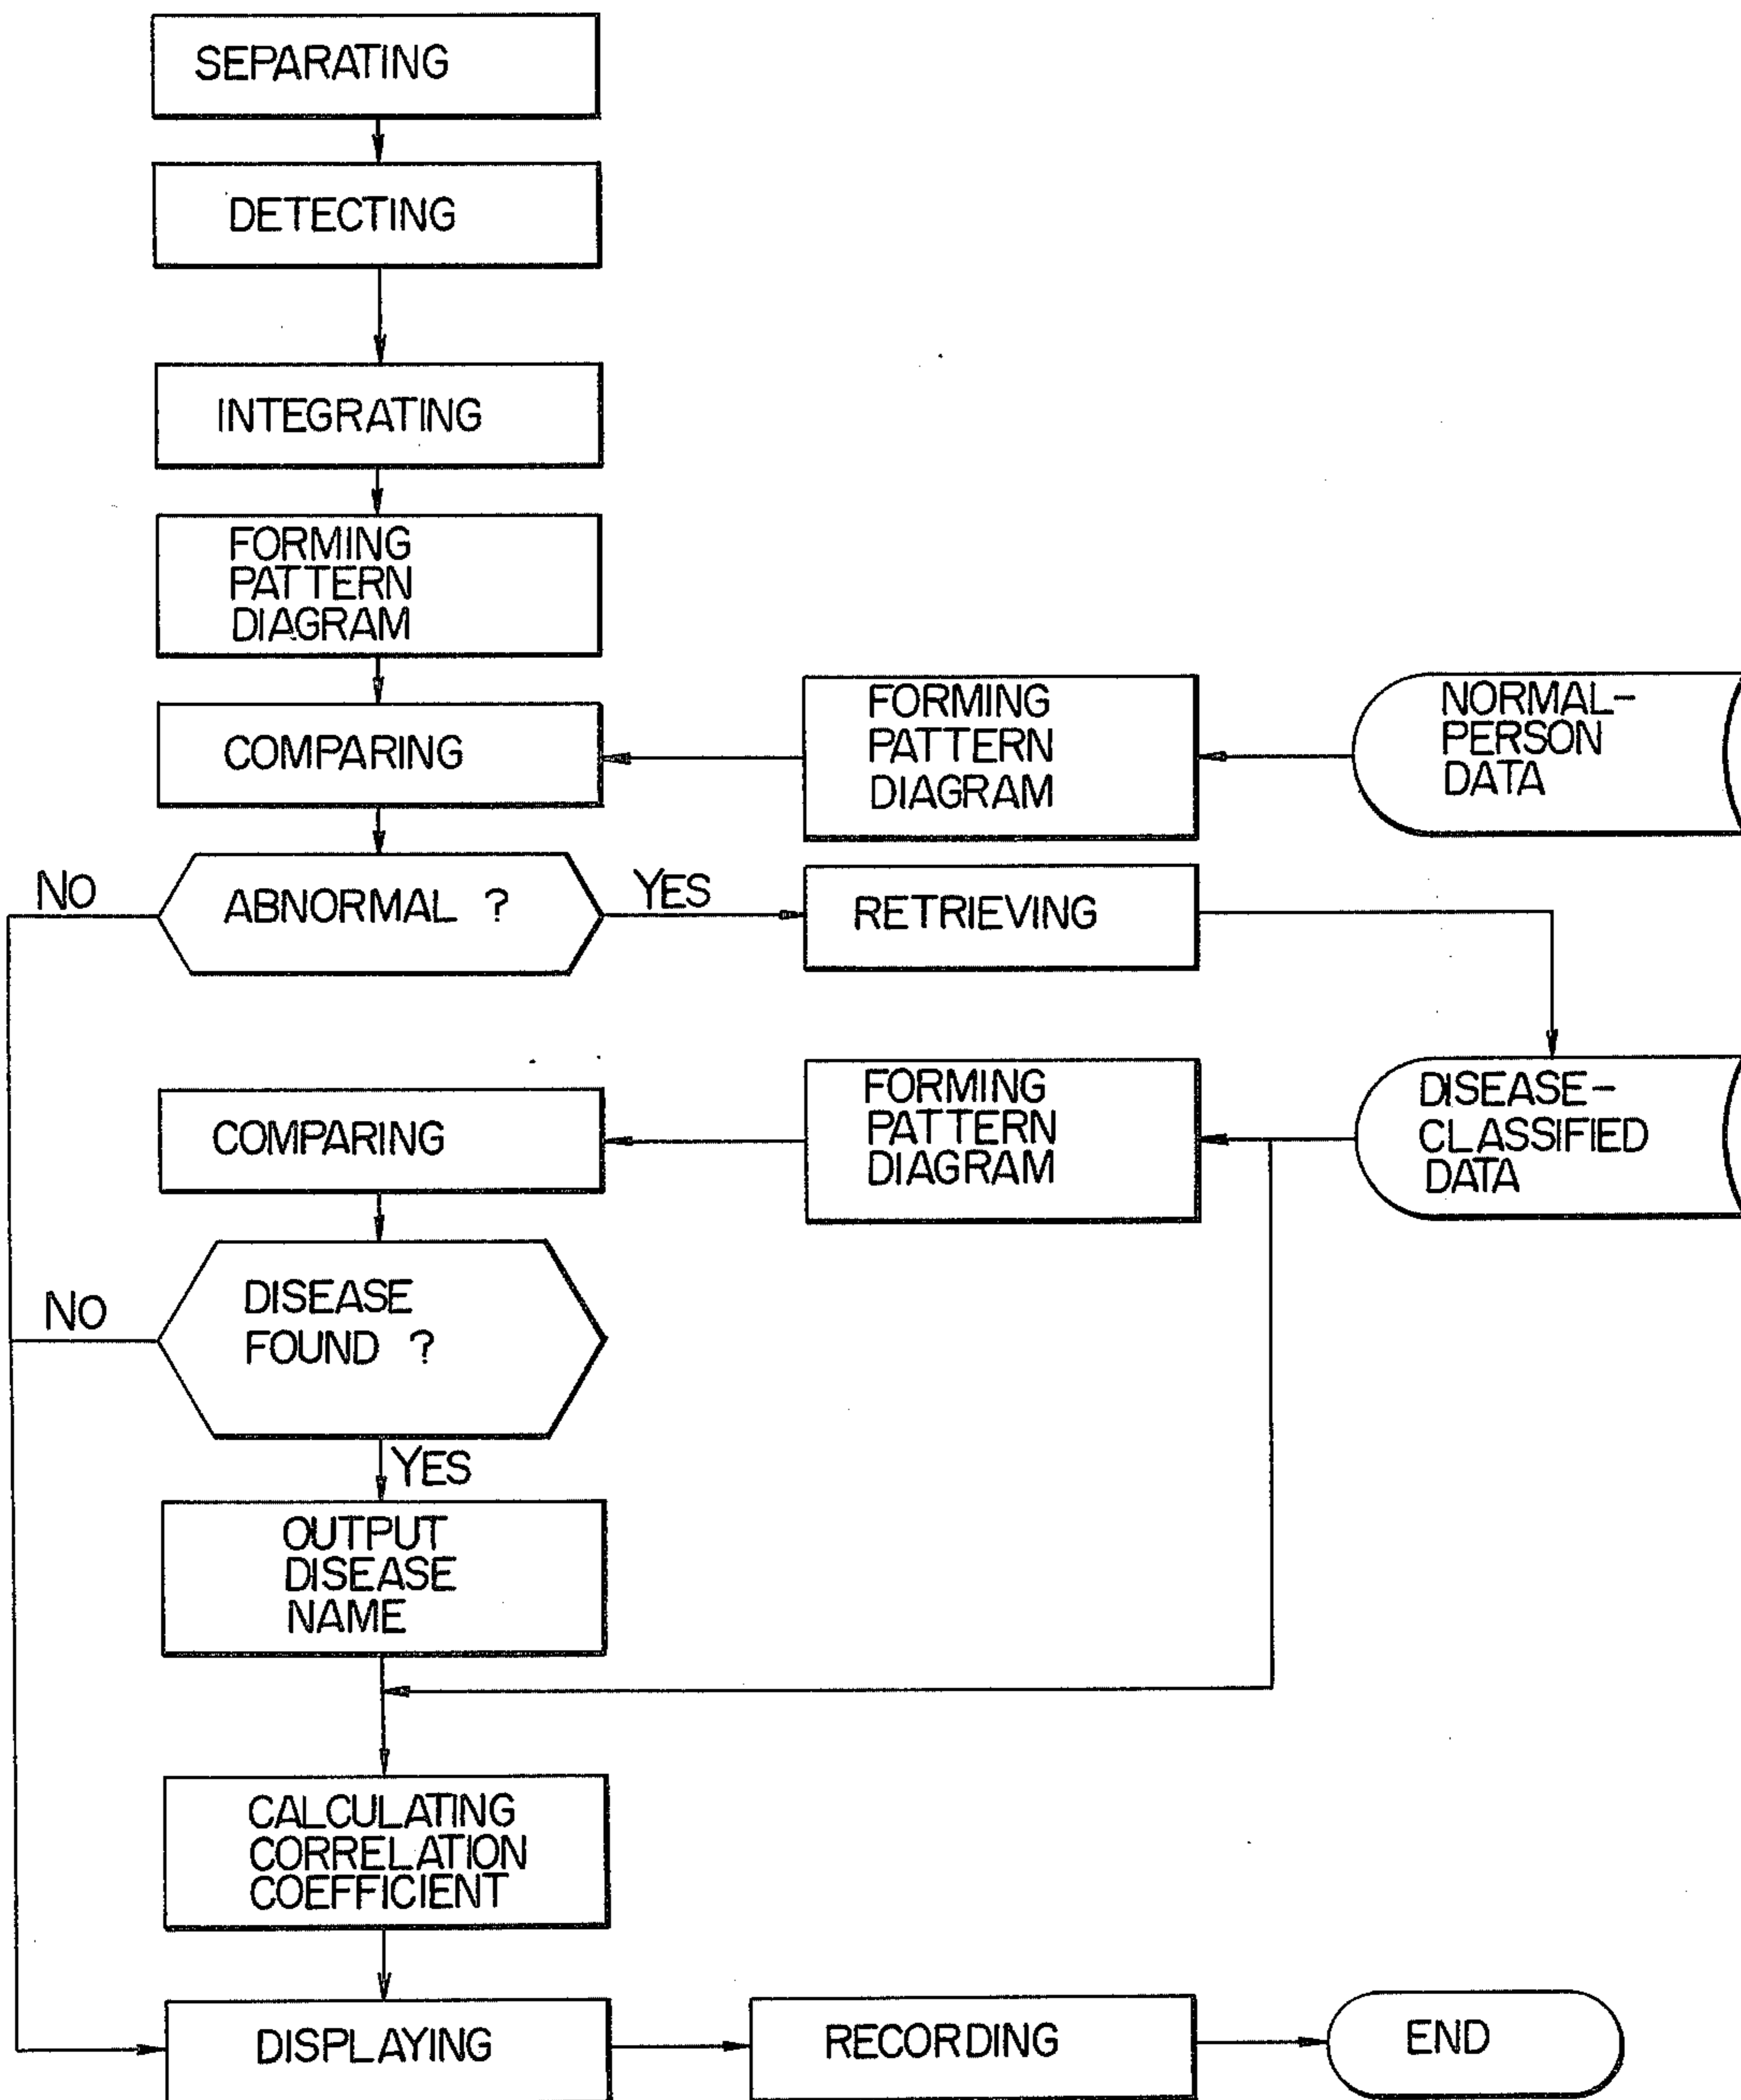 SEPARATING
DETECTING
INTEGRATING
FORMING
PATTERN
DIAGRAM
COMPARING
FORMING
PATTERN
DIAGRAM
NORMAL-
PERSON
DATA
NO
ABNORMAL ?
YES
RETRIEVING
COMPARING
FORMING
PATTERN
DIAGRAM
DISEASE-
CLASSIFIED
DATA
NO
DISEASE
FOUND ?
YES
OUTPUT
DISEASE
NAME
CALCULATING
CORRELATION
COEFFICIENT
DISPLAYING
RECORDING
END